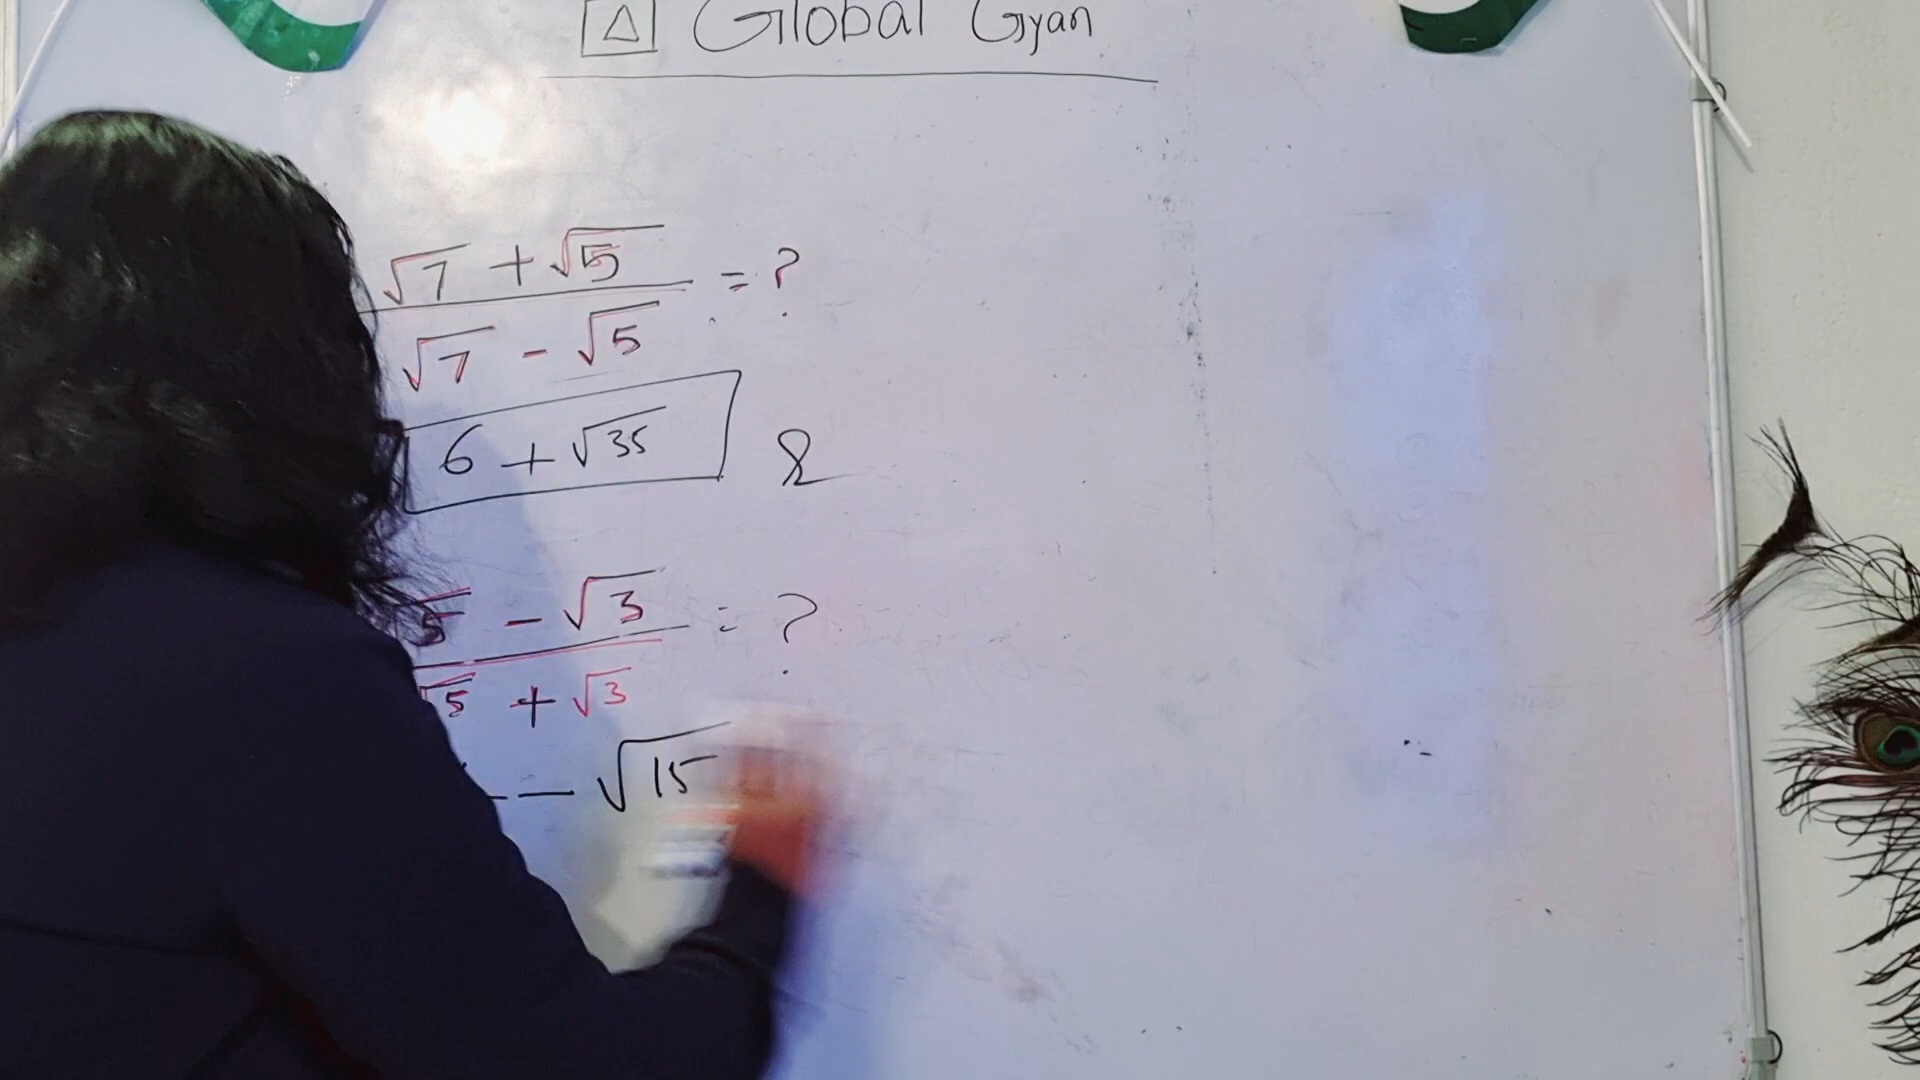 Global Gyan
√7 + √5 = ?
√7 - √5
6 + √35
5 - √3 = ?
√5 + √3
- √15